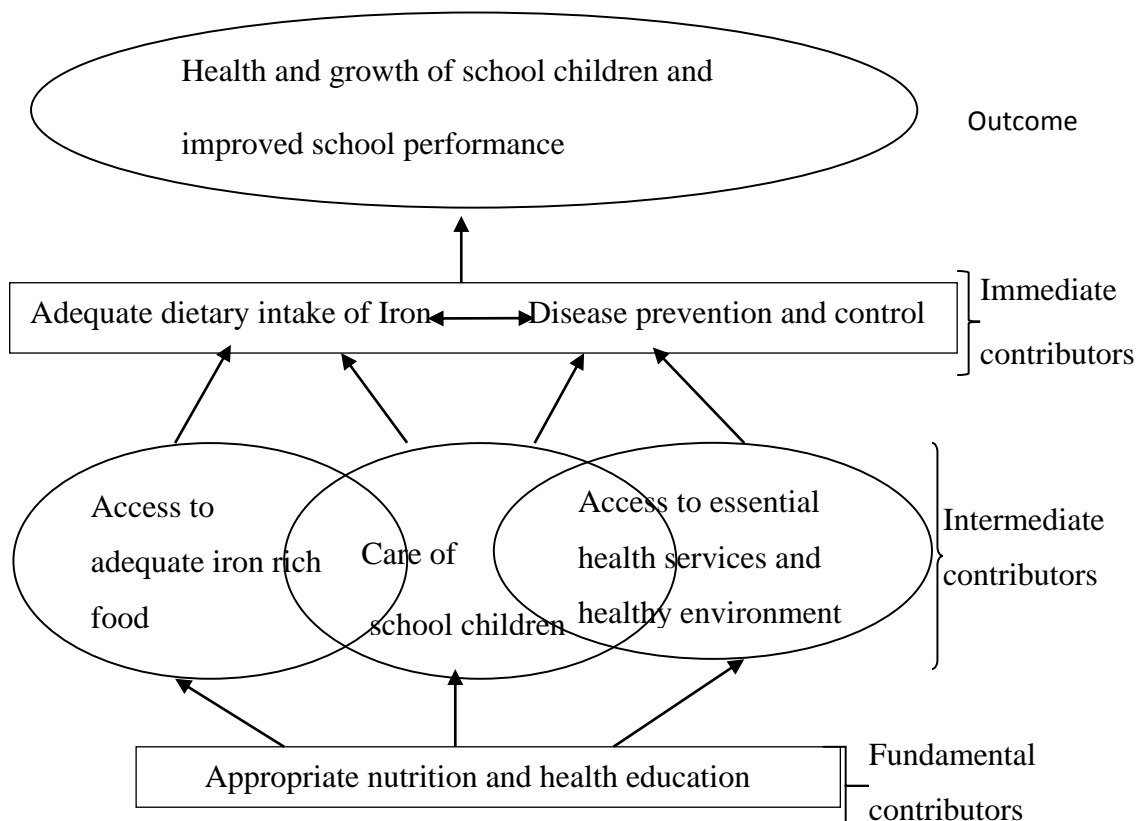 Health and growth of school children and
improved school performance
Outcome
Adequate dietary intake of Iron
Disease prevention and control
Immediate
contributors
Access to
adequate iron rich
food
Care of
school children
Access to essential
health services and
healthy environment
Intermediate
contributors
Appropriate nutrition and health education
Fundamental
contributors